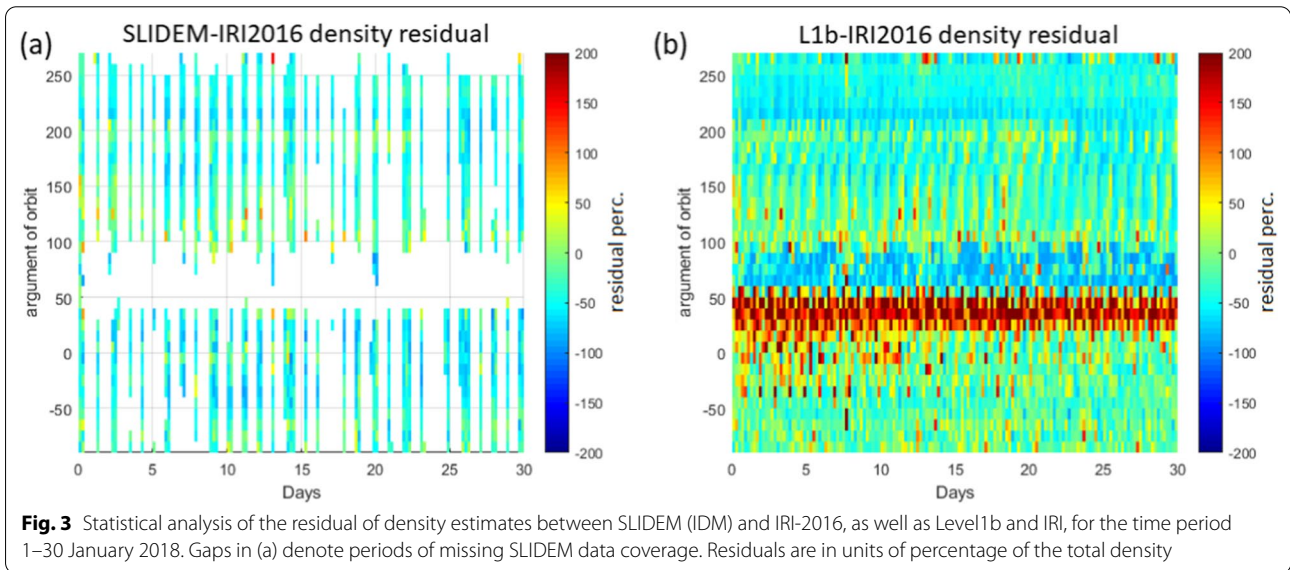 (a) SLIDEM-IRI2016 density residual
250
200
150
100
50
0
-50
argument of orbit
0 5 10 15 20 25 30
Days
200
150
100
50
0
-50
-100
-150
-200
residual perc.
(b) L1b-IRI2016 density residual
250
200
150
100
50
0
-50
argument of orbit
0 5 10 15 20 25 30
Days
200
150
100
50
0
-50
-100
-150
-200
residual perc.
Fig. 3 Statistical analysis of the residual of density estimates between SLIDEM (IDM) and IRI-2016, as well as Level1b and IRI, for the time period
1–30 January 2018. Gaps in (a) denote periods of missing SLIDEM data coverage. Residuals are in units of percentage of the total density